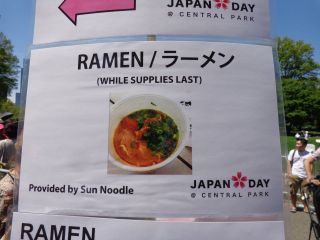 JAPAN DAY
@ CENTRAL PARK
RAMEN / ラーメン
(WHILE SUPPLIES LAST)
Provided by Sun Noodle
JAPAN DAY
@ CENTRAL PARK
RAMEN